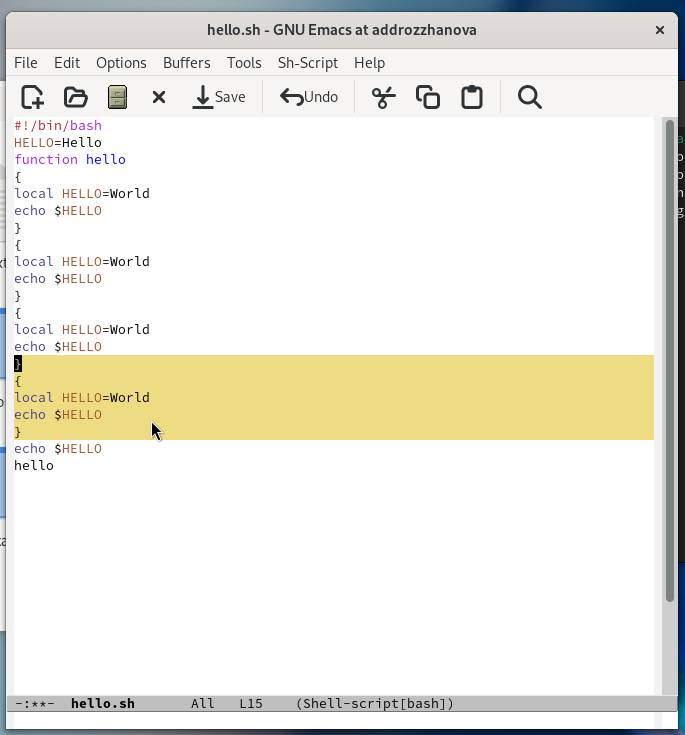 hello.sh - GNU Emacs at addrozzhanova
File Edit Options Buffers Tools Sh-Script Help
Save Undo
#!/bin/bash
HELLO=Hello
function hello
{
local HELLO=World
echo $HELLO
}
{
local HELLO=World
echo $HELLO
}
{
local HELLO=World
echo $HELLO
}
{
local HELLO=World
echo $HELLO
}
echo $HELLO
hello
-:**- hello.sh All L15 (Shell-script[bash])